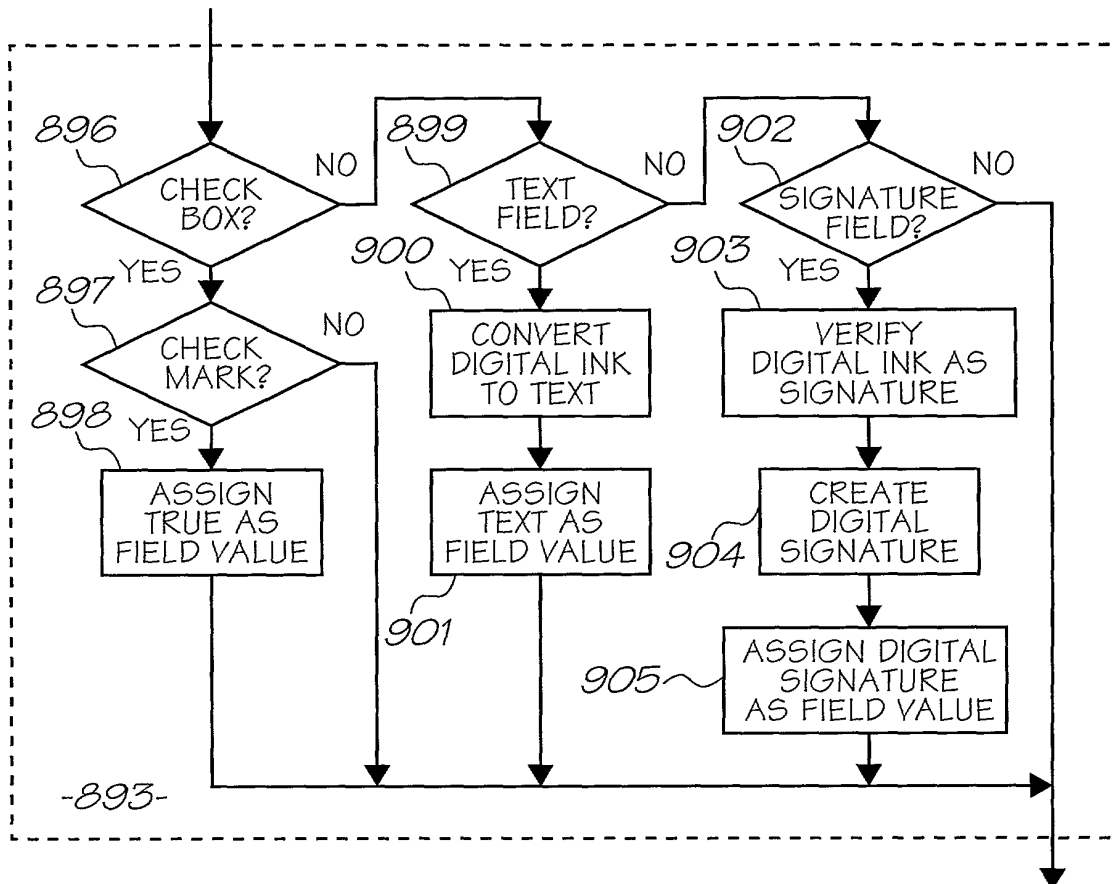 896
CHECK
BOX?
NO
YES
897
CHECK
MARK?
NO
YES
898
ASSIGN
TRUE AS
FIELD VALUE
899
TEXT
FIELD?
NO
YES
900
CONVERT
DIGITAL INK
TO TEXT
ASSIGN
TEXT AS
FIELD VALUE
901
902
SIGNATURE
FIELD?
NO
YES
903
VERIFY
DIGITAL INK AS
SIGNATURE
CREATE
DIGITAL
SIGNATURE
904
ASSIGN DIGITAL
SIGNATURE
AS FIELD VALUE
905
-893-